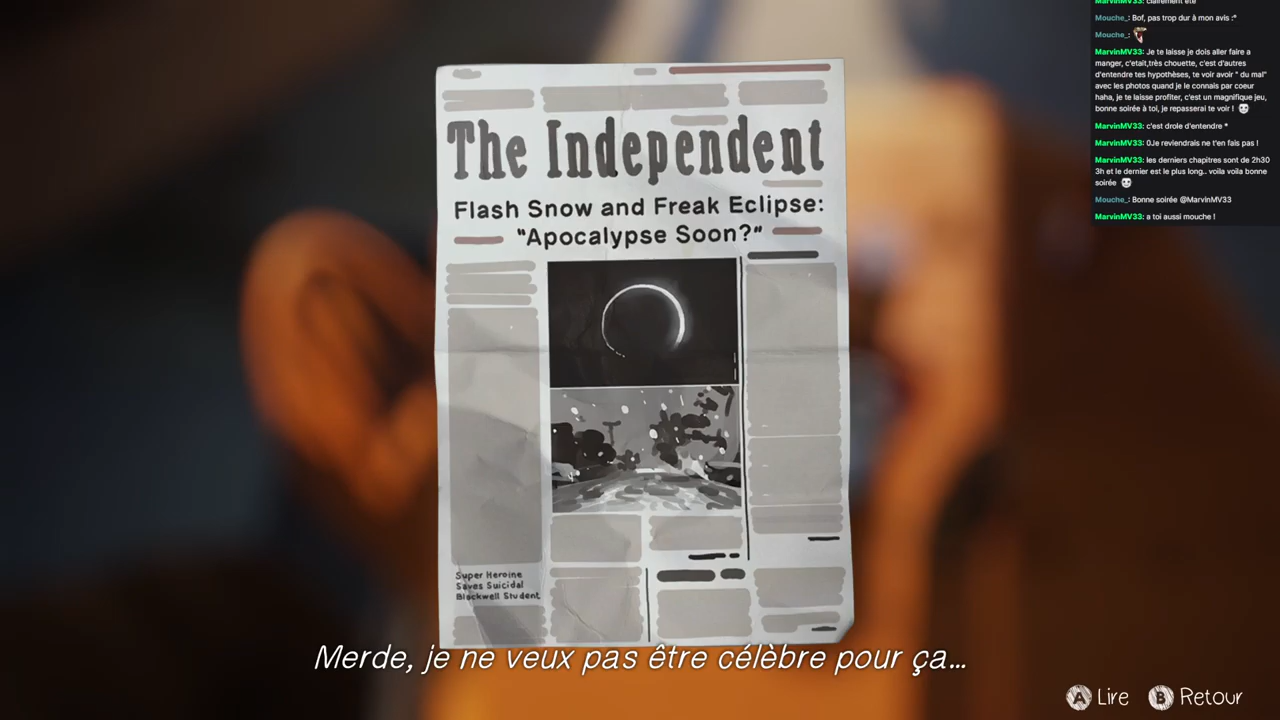 MarvinMV33: clairement été
Mouche_: Bof, pas trop dur à mon avis :°
Mouche_:
MarvinMV33: Je te laisse je dois aller faire a
manger, c'etait,très chouette, c'est d'autres
d'entendre tes hypothèses, te voir avoir " du mal"
avec les photos quand je le connais par coeur
haha, je te laisse profiter, c'est un magnifique jeu,
bonne soirée à toi, je repasserai te voir !
MarvinMV33: c'est drole d'entendre *
MarvinMV33: 0Je reviendrais ne t'en fais pas !
MarvinMV33: les derniers chapitres sont de 2h30
3h et le dernier est le plus long.. voila voila bonne
soirée
Mouche_: Bonne soirée @MarvinMV33
MarvinMV33: a toi aussi mouche !
The Independent
Flash Snow and Freak Eclipse:
"Apocalypse Soon?"
Super Heroine
Saves Suicidal
Blackwell Student
Merde, je ne veux pas être célèbre pour ça...
A Lire B Retour